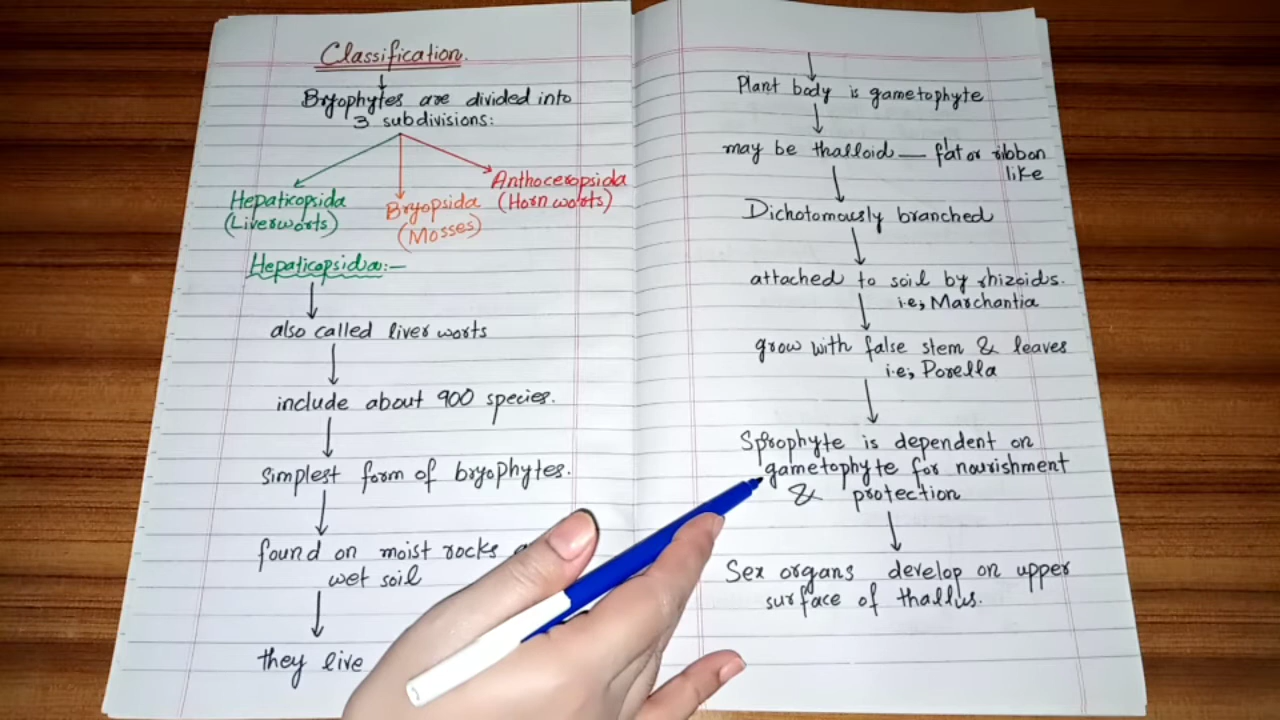 Classification.
Bryophytes are divided into
3 subdivisions:
Hepaticopsida
(Liverworts)
Bryopsida
(Mosses)
Anthoceropsida
(Horn worts)
Hepaticopsida:-
also called liver worts
include about 900 species.
simplest form of bryophytes.
found on moist rocks
wet soil
they live
Plant body is gametophyte
may be thalloid — flat or ribbon
like
Dichotomously branched
attached to soil by rhizoids.
i.e; Marchantia
grow with false stem & leaves
i.e; Porella
Sprophyte is dependent on
gametophyte for nourishment
& protection
Sex organs develop on upper
surface of thallus.